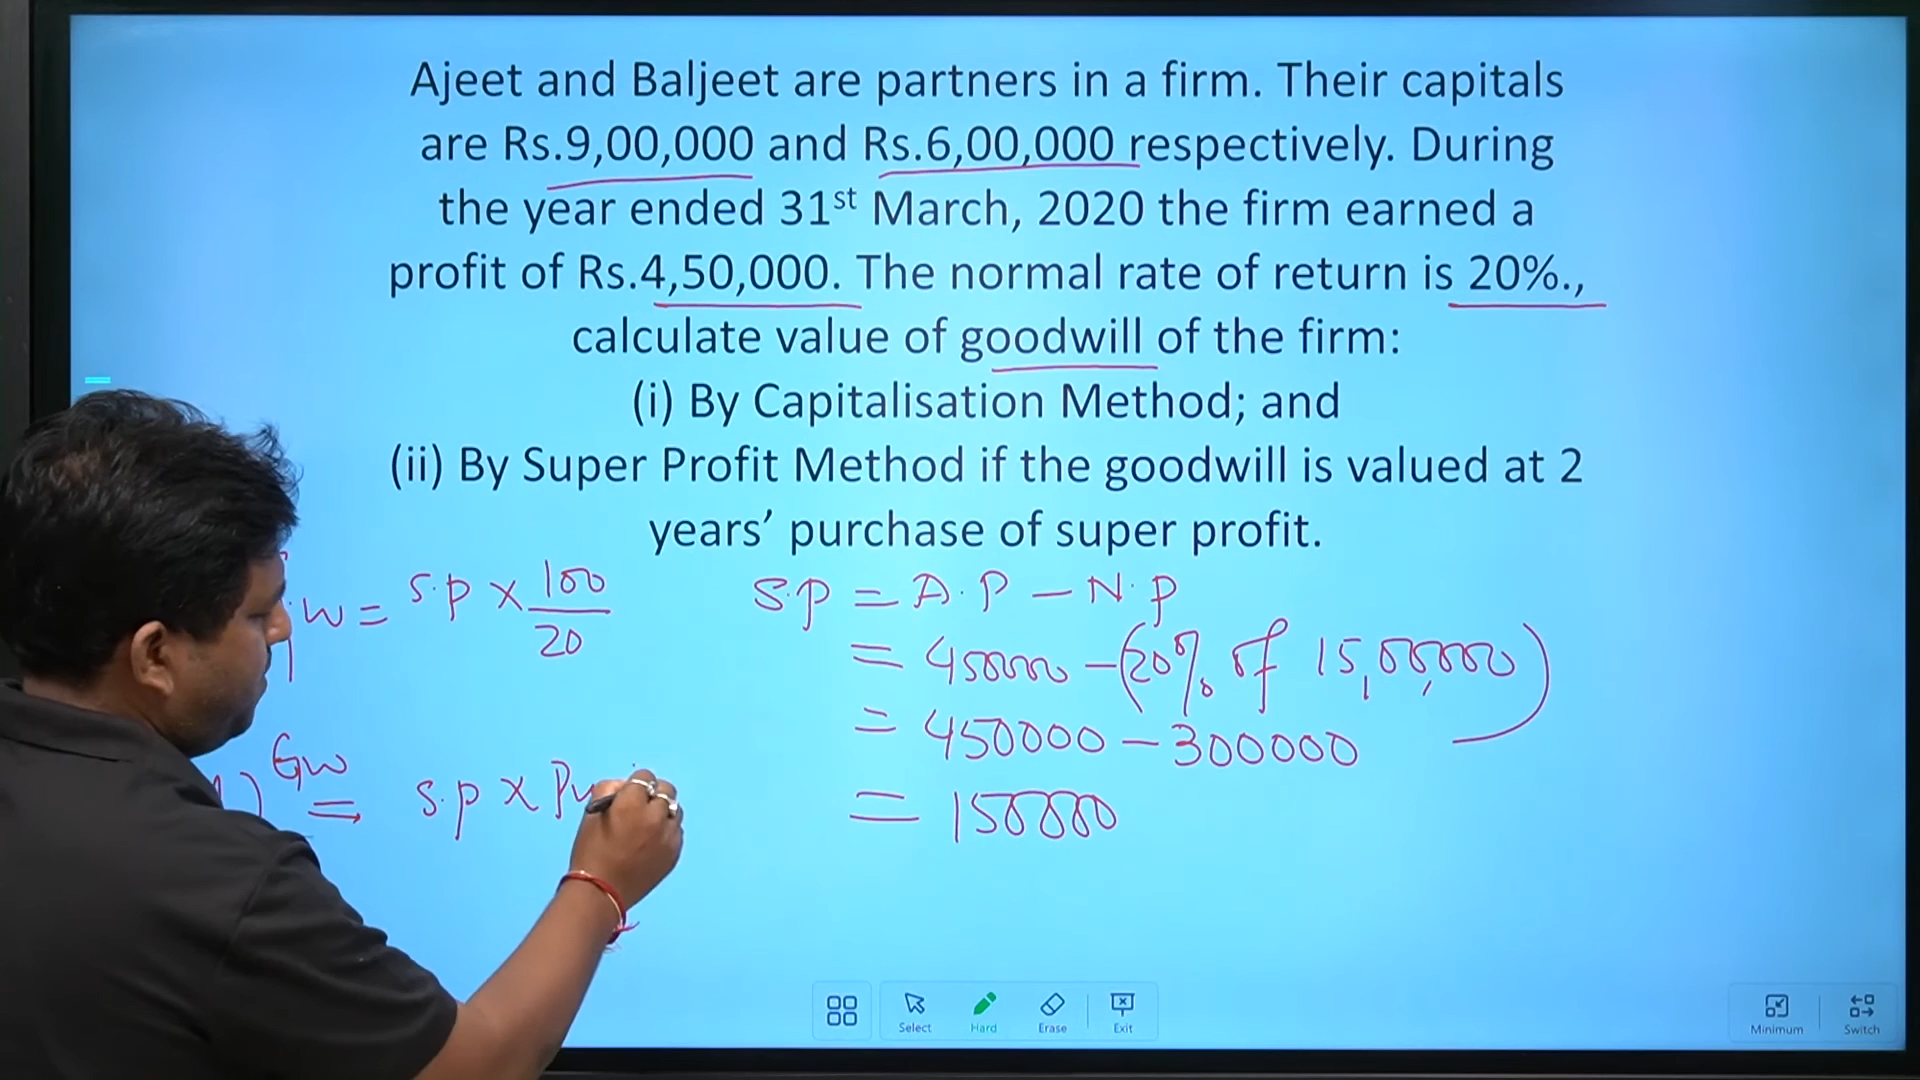 Ajeet and Baljeet are partners in a firm. Their capitals
are Rs.9,00,000 and Rs.6,00,000 respectively. During
the year ended 31st March, 2020 the firm earned a
profit of Rs.4,50,000. The normal rate of return is 20%.,
calculate value of goodwill of the firm:
(i) By Capitalisation Method; and
(ii) By Super Profit Method if the goodwill is valued at 2
years’ purchase of super profit.
w = S.P × 100/20
GW = S.P ×
S.P = A.P – N.P
= 450000 – (20% of 15,00,000)
= 450000 – 300000
= 150000
Select
Hard
Erase
Exit
Minimum
Switch